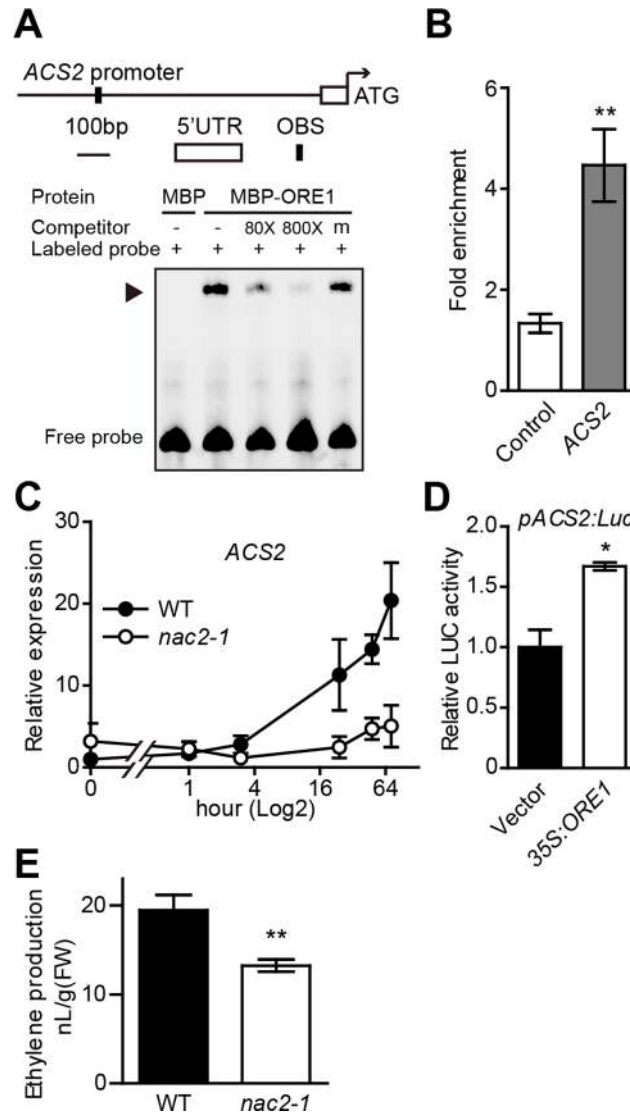 A
ACS2 promoter
ATG
100bp 5'UTR OBS
Protein MBP MBP-ORE1
Competitor - - 80X 800X m
Labeled probe + + + + +
Free probe
B
Fold enrichment
6
4
2
0
**
Control
ACS2
C
Relative expression
30
20
10
0
ACS2
WT
nac2-1
0 1 4 16 64
hour (Log2)
D
pACS2:Luc
Relative LUC activity
2.0
1.5
1.0
0.5
0.0
*
Vector
35S:ORE1
E
Ethylene production
nL/g(FW)
20
10
0
**
WT nac2-1